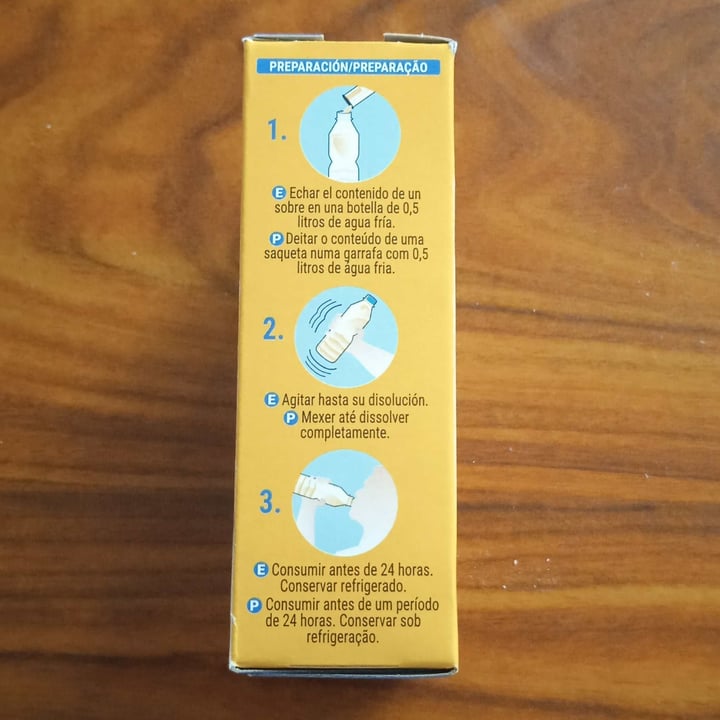 PREPARACIÓN/PREPARAÇÃO
1.
E Echar el contenido de un
sobre en una botella de 0,5
litros de agua fría.
P Deitar o conteúdo de uma
saqueta numa garrafa com 0,5
litros de água fria.
2.
E Agitar hasta su disolución.
P Mexer até dissolver
completamente.
3.
E Consumir antes de 24 horas.
Conservar refrigerado.
P Consumir antes de um período
de 24 horas. Conservar sob
refrigeração.